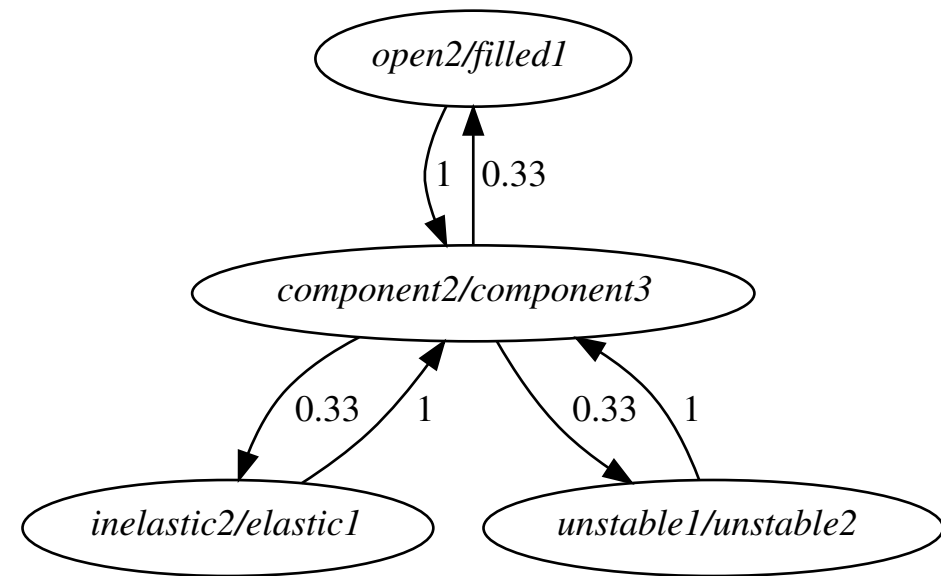 open2/filled1
1
0.33
component2/component3
0.33
1
0.33
1
inelastic2/elastic1
unstable1/unstable2